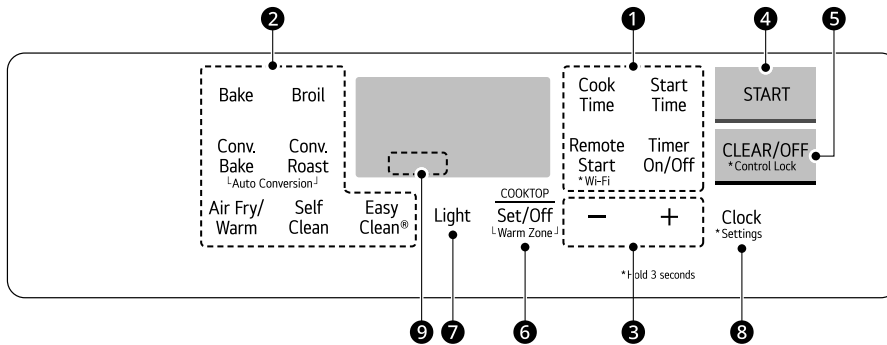 2
1
4
5
Bake
Broil
Conv.
Bake
Conv.
Roast
└Auto Conversion┘
Air Fry/
Warm
Self
Clean
Easy
Clean®
Light
COOKTOP
Set/Off
└Warm Zone┘
Cook
Time
Start
Time
Remote
Start
*Wi-Fi
Timer
On/Off
−
+
START
CLEAR/OFF
*Control Lock
Clock
*Settings
*Hold 3 seconds
9
7
6
3
8